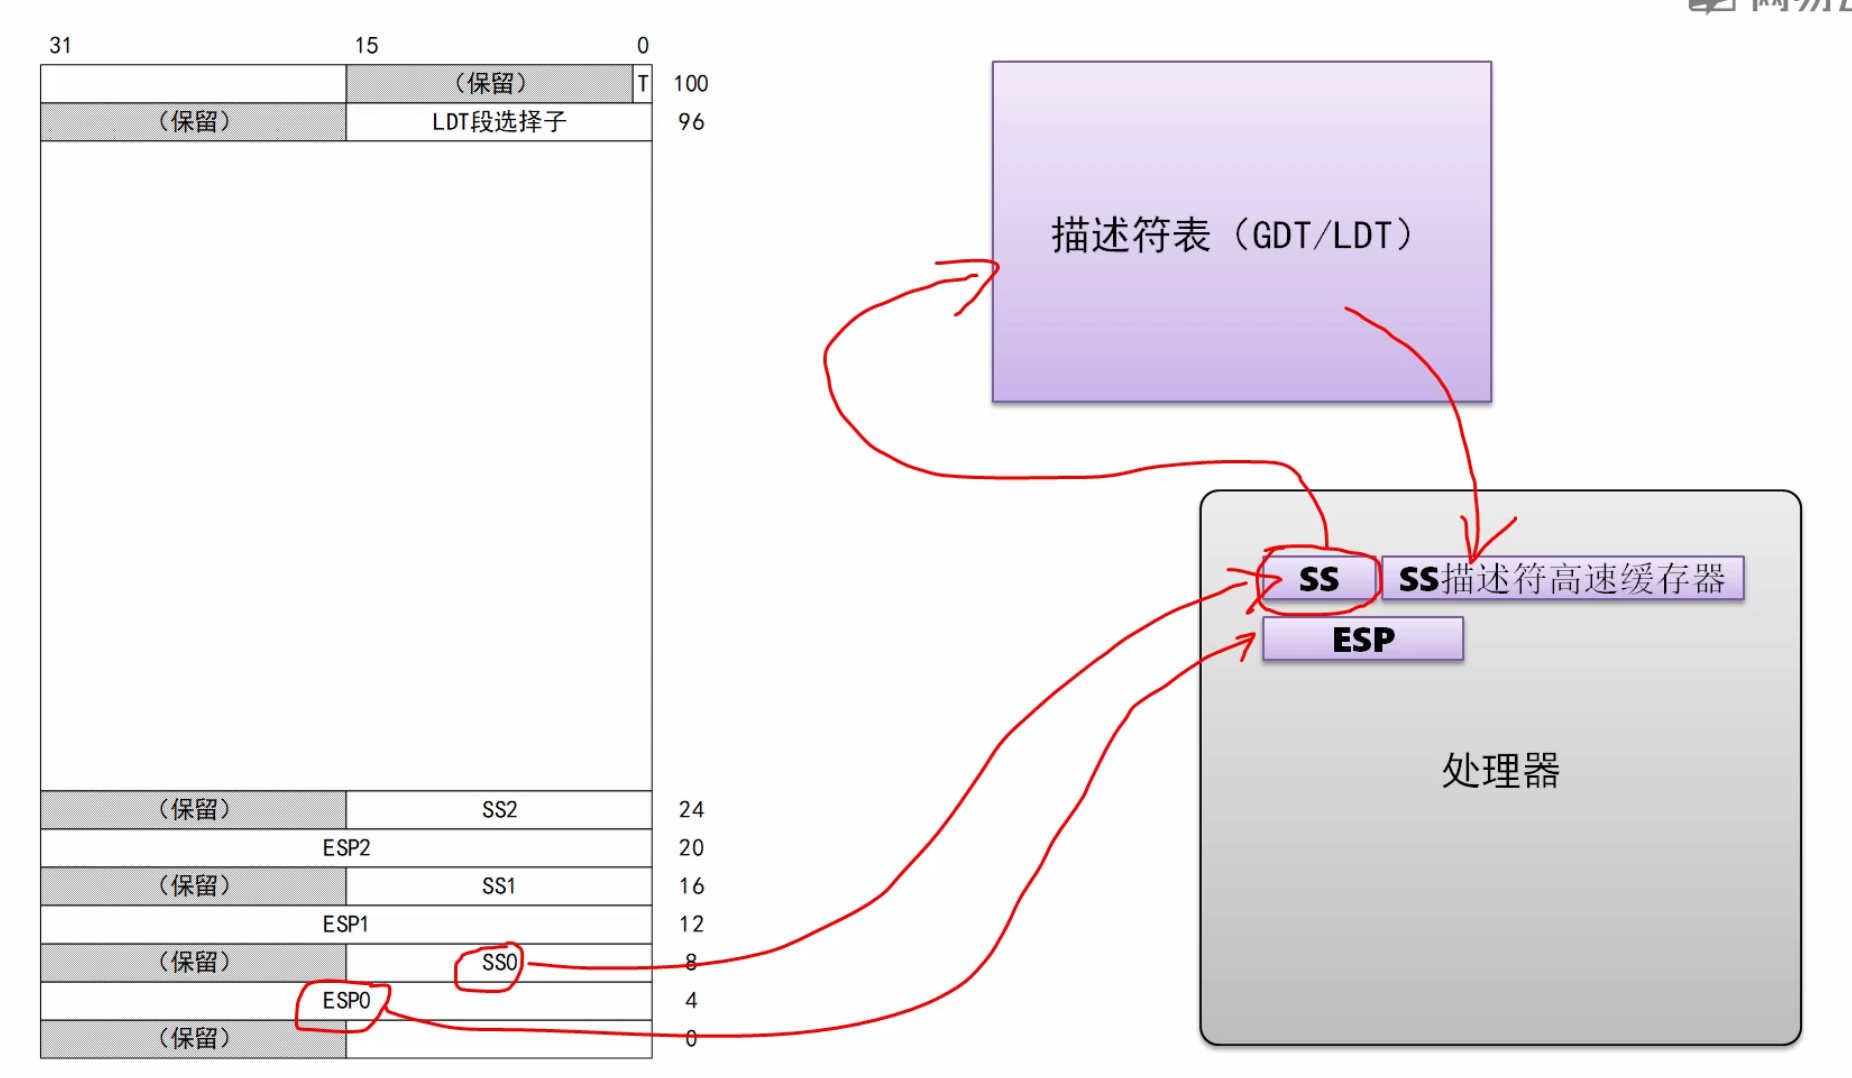 31 15 0
(保留) T 100
(保留) LDT段选择子 96
描述符表(GDT/LDT)
SS SS描述符高速缓存器
ESP
处理器
(保留) SS2 24
ESP2 20
(保留) SS1 16
ESP1 12
(保留) SS0 8
ESP0 4
(保留) 0